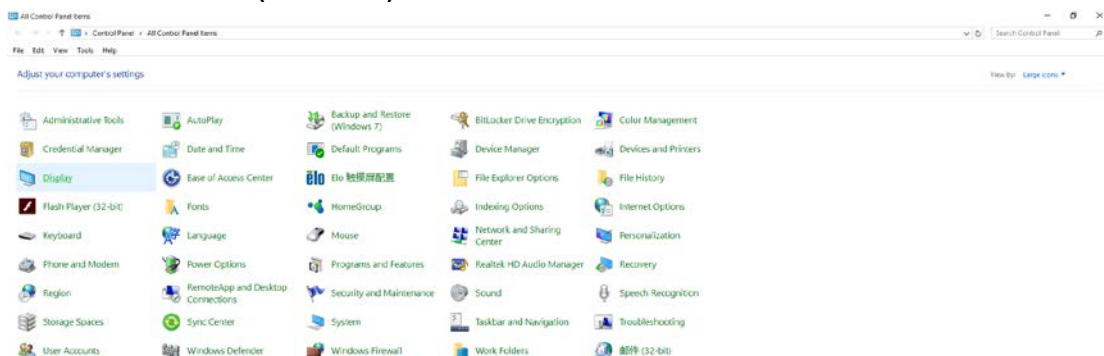 All Control Panel Items
Control Panel › All Control Panel Items
Search Control Panel
File Edit View Tools Help
Adjust your computer's settings
View by: Large icons
Administrative Tools
AutoPlay
Backup and Restore
(Windows 7)
BitLocker Drive Encryption
Color Management
Credential Manager
Date and Time
Default Programs
Device Manager
Devices and Printers
Display
Ease of Access Center
elo
Elo 触摸屏配置
File Explorer Options
File History
Flash Player (32-bit)
Fonts
HomeGroup
Indexing Options
Internet Options
Keyboard
Language
Mouse
Network and Sharing
Center
Personalization
Phone and Modem
Power Options
Programs and Features
Realtek HD Audio Manager
Recovery
Region
RemoteApp and Desktop
Connections
Security and Maintenance
Sound
Speech Recognition
Storage Spaces
Sync Center
System
Taskbar and Navigation
Troubleshooting
User Accounts
Windows Defender
Windows Firewall
Work Folders
邮件 (32-bit)